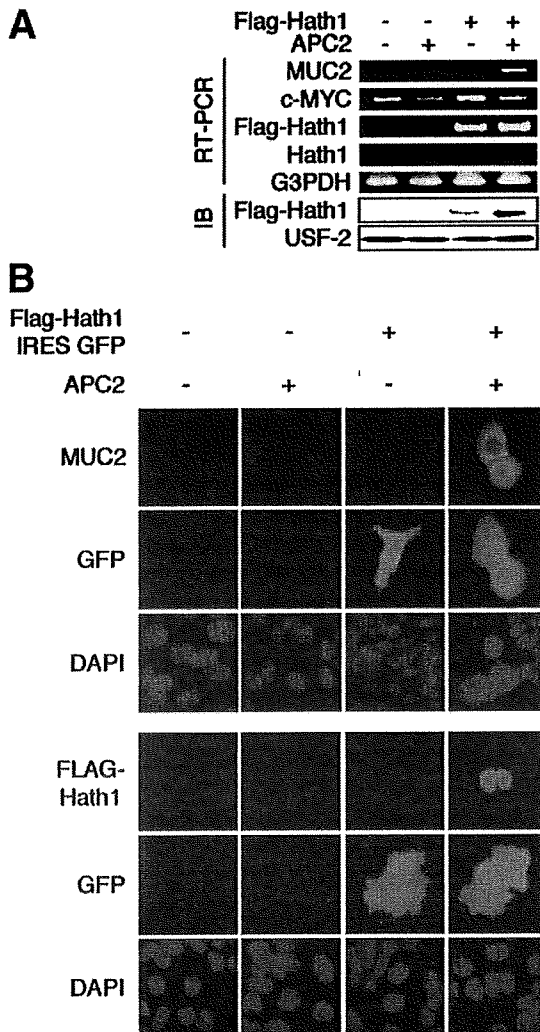 A
Flag-Hath1 - - + +
APC2 - + - +
RT-PCR
MUC2
c-MYC
Flag-Hath1
Hath1
G3PDH
IB
Flag-Hath1
USF-2
B
Flag-Hath1
IRES GFP - - + +
APC2 - + - +
MUC2
GFP
DAPI
FLAG-
Hath1
GFP
DAPI